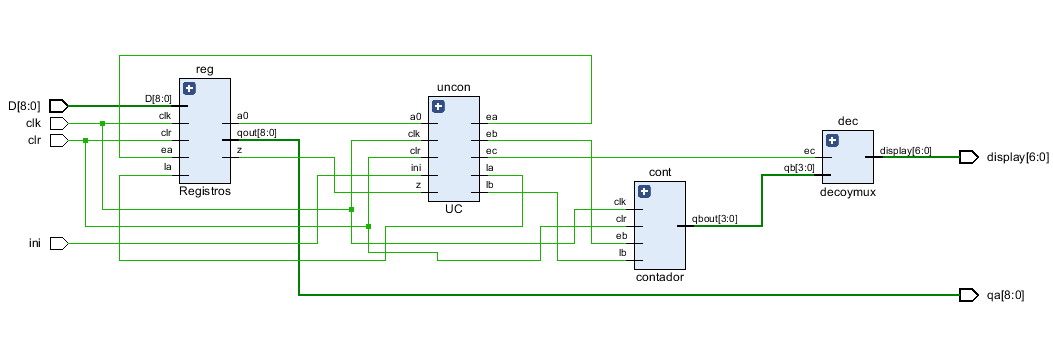 D[8:0]
clk
clr
ini
reg
D[8:0]
clk
clr
ea
la
a0
qout[8:0]
z
Registros
uncon
a0
clk
clr
ini
z
ea
eb
ec
la
lb
UC
cont
clk
clr
eb
lb
qbout[3:0]
contador
dec
ec
qb[3:0]
display[6:0]
decoymux
display[6:0]
qa[8:0]